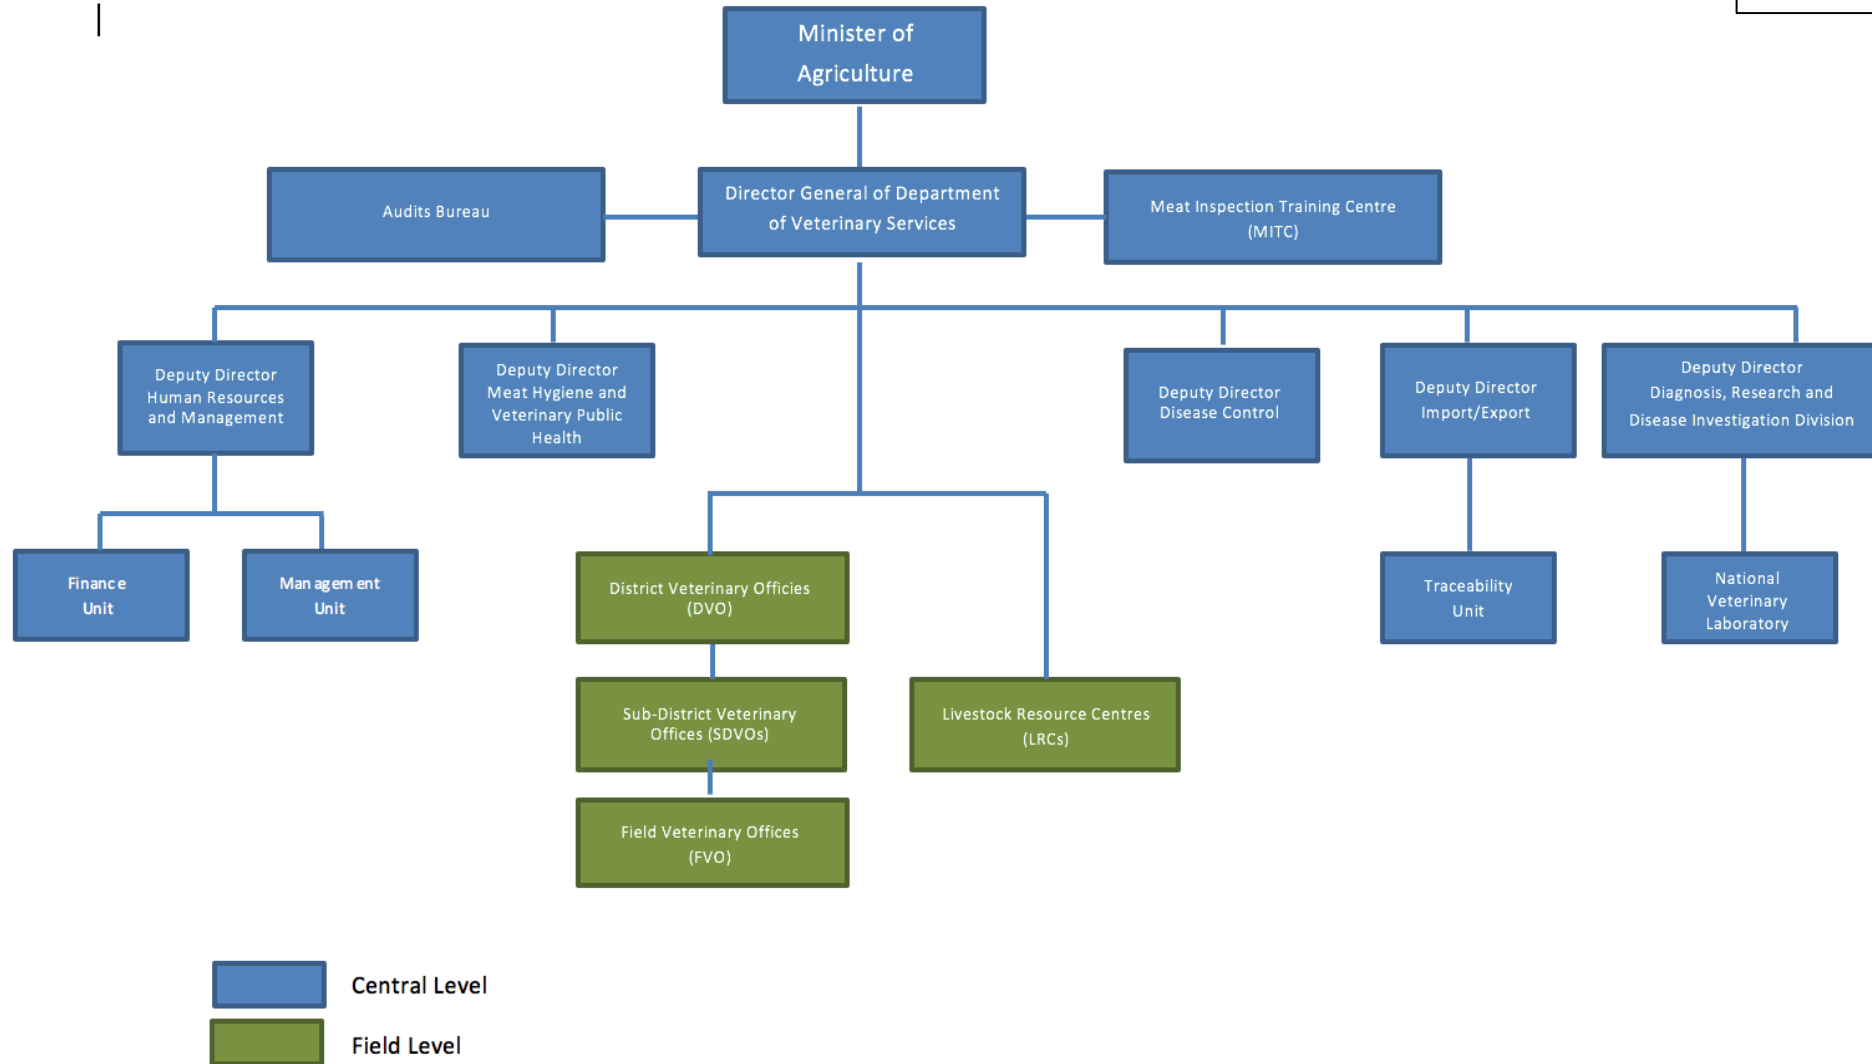 Minister of
Agriculture
Audits Bureau
Director General of Department
of Veterinary Services
Meat Inspection Training Centre
(MITC)
Deputy Director
Human Resources
and Management
Deputy Director
Meat Hygiene and
Veterinary Public
Health
Deputy Director
Disease Control
Deputy Director
Import/Export
Deputy Director
Diagnosis, Research and
Disease Investigation Division
Finance
Unit
Management
Unit
District Veterinary Officies
(DVO)
Traceability
Unit
National
Veterinary
Laboratory
Sub-District Veterinary
Offices (SDVOs)
Livestock Resource Centres
(LRCs)
Field Veterinary Offices
(FVO)
Central Level
Field Level